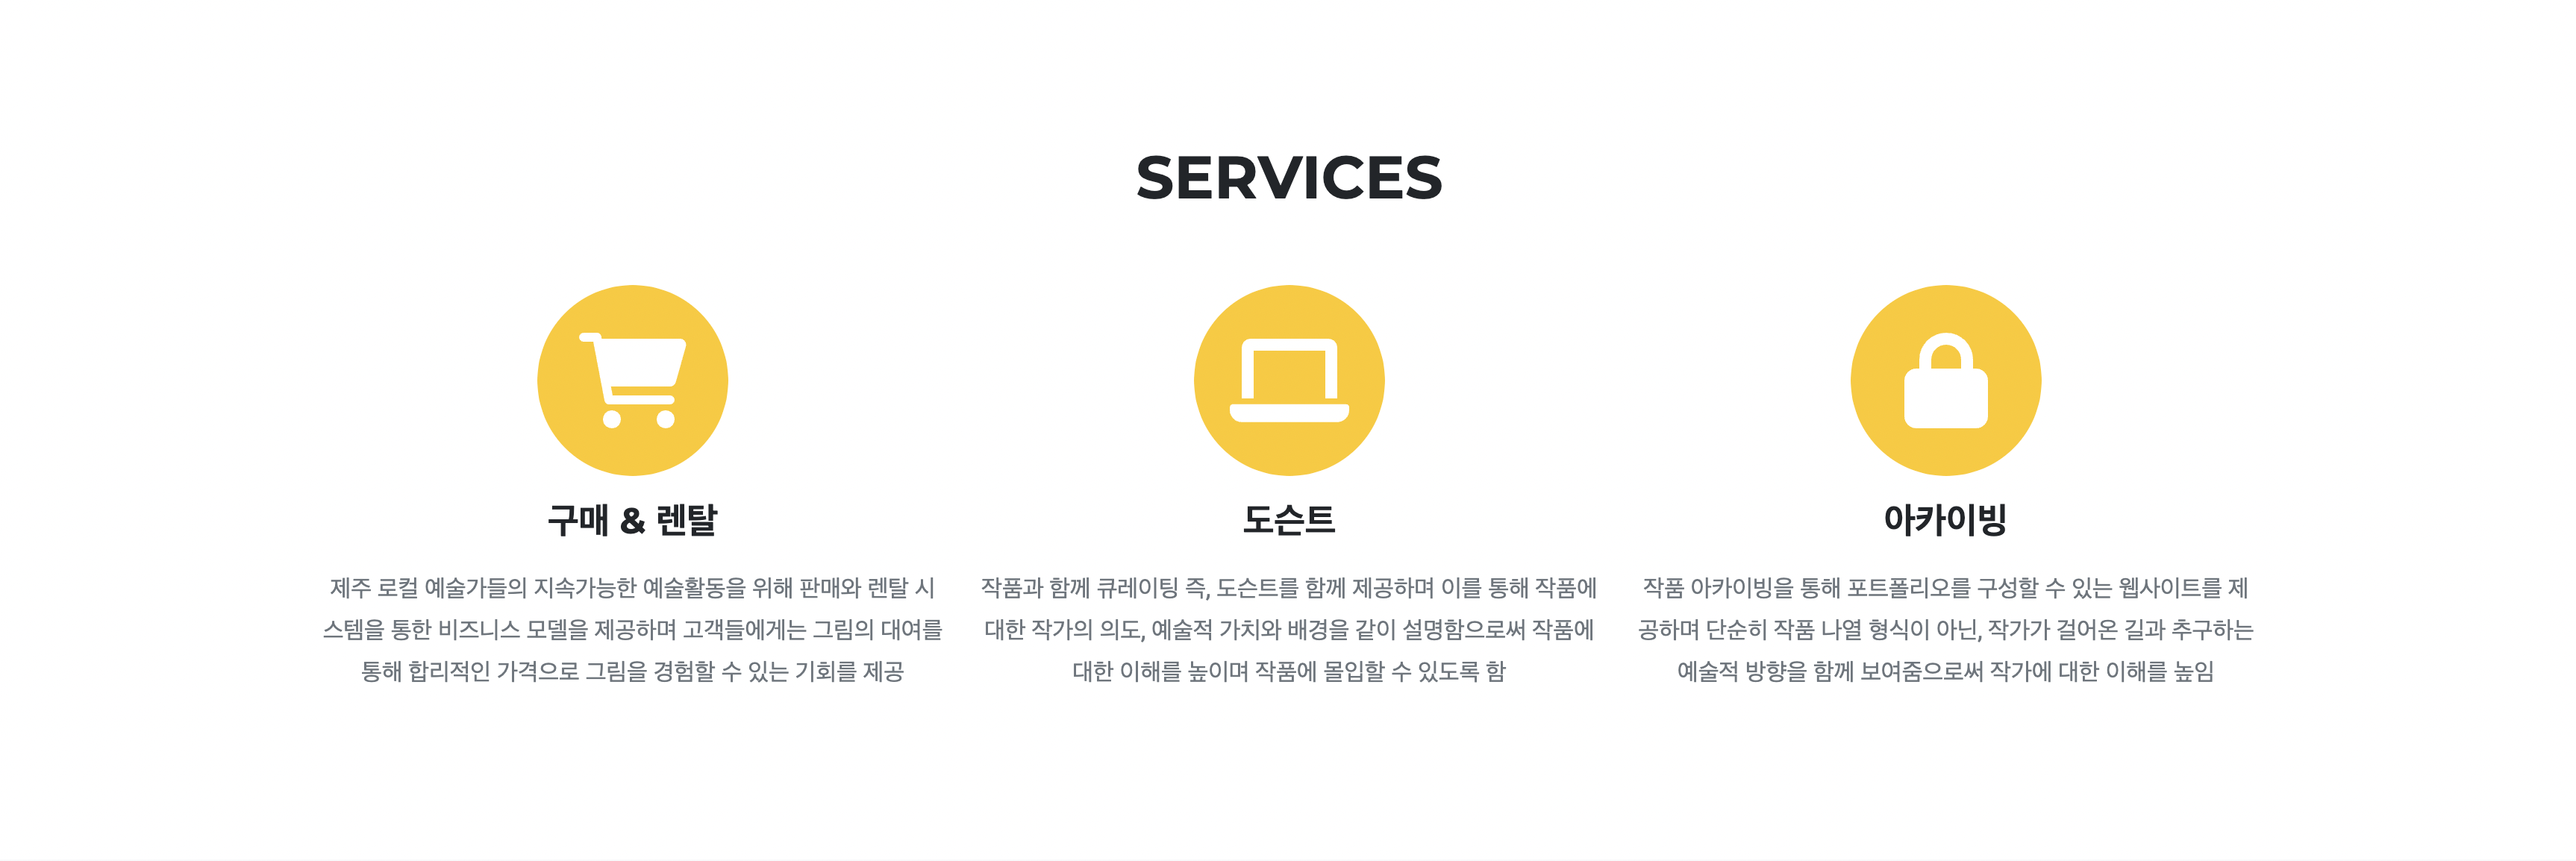 SERVICES
구매 & 렌탈
제주 로컬 예술가들의 지속가능한 예술활동을 위해 판매와 렌탈 시
스템을 통한 비즈니스 모델을 제공하며 고객들에게는 그림의 대여를
통해 합리적인 가격으로 그림을 경험할 수 있는 기회를 제공
도슨트
작품과 함께 큐레이팅 즉, 도슨트를 함께 제공하며 이를 통해 작품에
대한 작가의 의도, 예술적 가치와 배경을 같이 설명함으로써 작품에
대한 이해를 높이며 작품에 몰입할 수 있도록 함
아카이빙
작품 아카이빙을 통해 포트폴리오를 구성할 수 있는 웹사이트를 제
공하며 단순히 작품 나열 형식이 아닌, 작가가 걸어온 길과 추구하는
예술적 방향을 함께 보여줌으로써 작가에 대한 이해를 높임